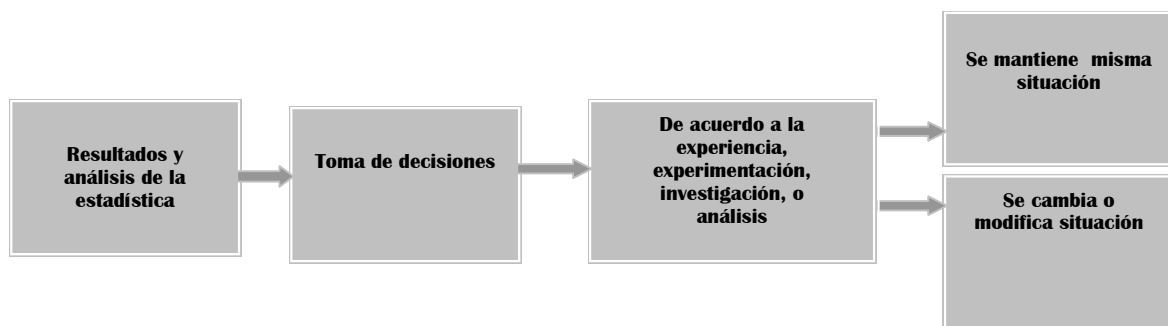 Resultados y
análisis de la
estadística
Toma de decisiones
De acuerdo a la
experiencia,
experimentación,
investigación, o
análisis
Se mantiene misma
situación
Se cambia o
modifica situación